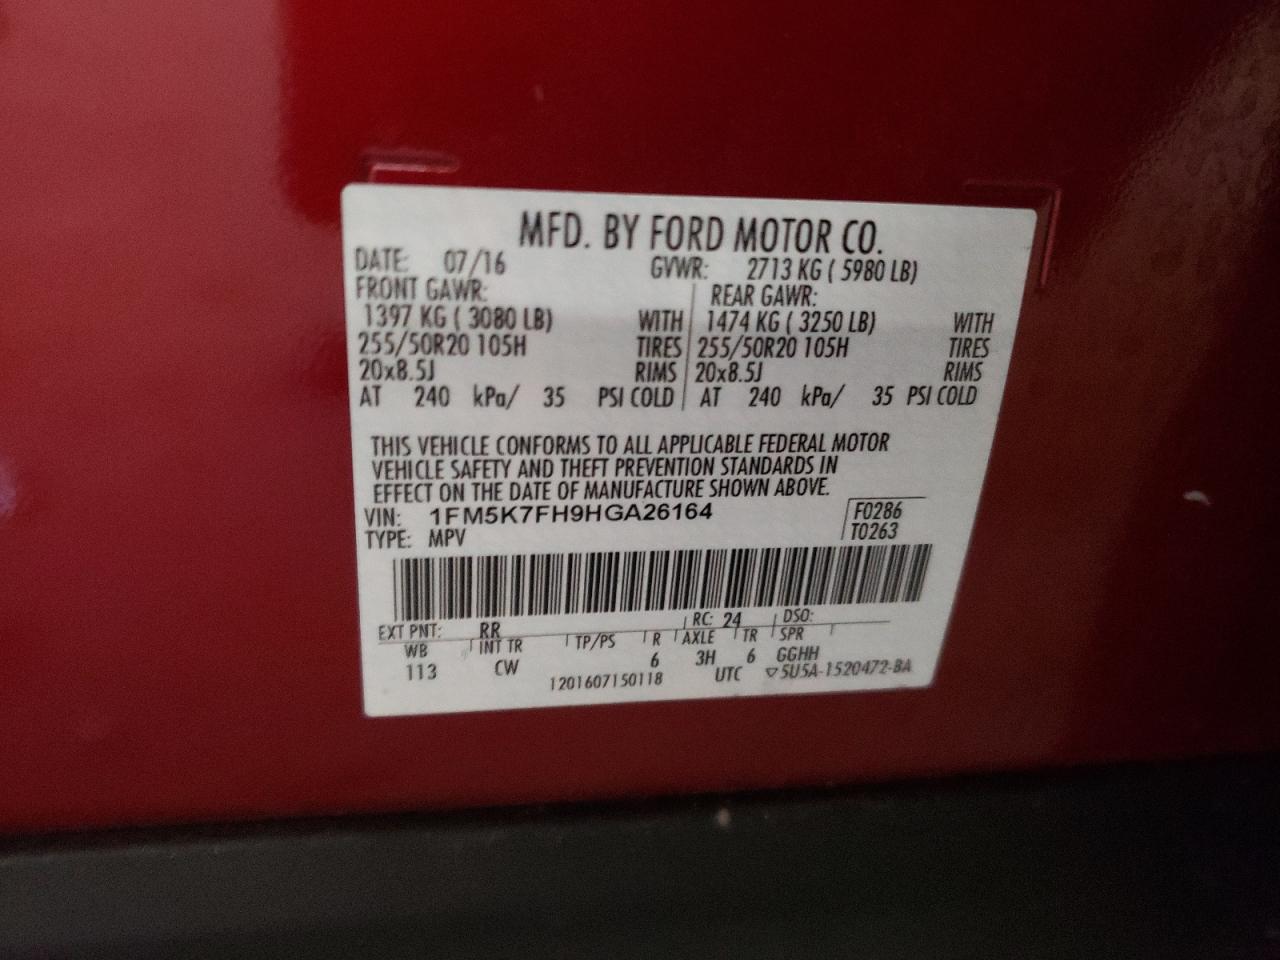 MFD. BY FORD MOTOR CO.
DATE: 07/16 GVWR: 2713 KG ( 5980 LB)
FRONT GAWR: REAR GAWR:
1397 KG ( 3080 LB) WITH 1474 KG ( 3250 LB) WITH
255/50R20 105H TIRES 255/50R20 105H TIRES
20x8.5J RIMS 20x8.5J RIMS
AT 240 kPa/ 35 PSI COLD AT 240 kPa/ 35 PSI COLD
THIS VEHICLE CONFORMS TO ALL APPLICABLE FEDERAL MOTOR
VEHICLE SAFETY AND THEFT PREVENTION STANDARDS IN
EFFECT ON THE DATE OF MANUFACTURE SHOWN ABOVE.
VIN: 1FM5K7FH9HGA26164 F0286
TYPE: MPV T0263
EXT PNT: RR RC: 24 DSO:
WB INT TR TP/PS R AXLE TR SPR
113 CW 6 3H 6 GGHH
1201607150118 UTC ▽5U5A-1520472-BA